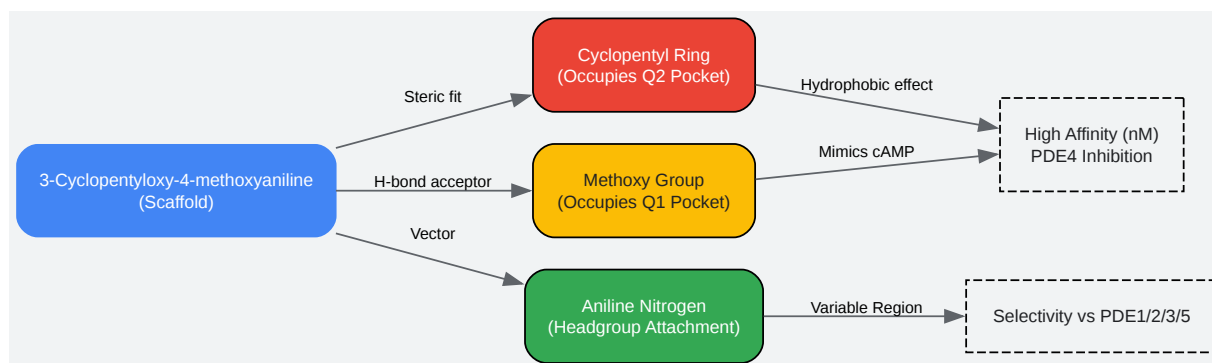 Cyclopentyl Ring
(Occupies Q2 Pocket)
Steric fit
Hydrophobic effect
High Affinity (nM)
PDE4 Inhibition
3-Cyclopentyloxy-4-methoxyaniline
(Scaffold)
H-bond acceptor
Methoxy Group
(Occupies Q1 Pocket)
Mimics cAMP
Vector
Aniline Nitrogen
(Headgroup Attachment)
Variable Region
Selectivity vs PDE1/2/3/5